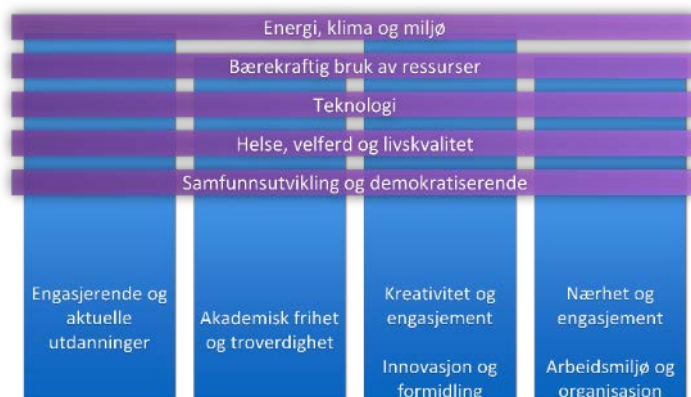 Energi, klima og miljø
Bærekraftig bruk av ressurser
Teknologi
Helse, velferd og livskvalitet
Samfunnsutvikling og demokratiserende
Engasjerende og
aktuelle
utdanninger
Akademisk frihet
og troverdighet
Kreativitet og
engasjement
Innovasjon og
formidling
Nærhet og
engasjement
Arbeidsmiljø og
organisasjon